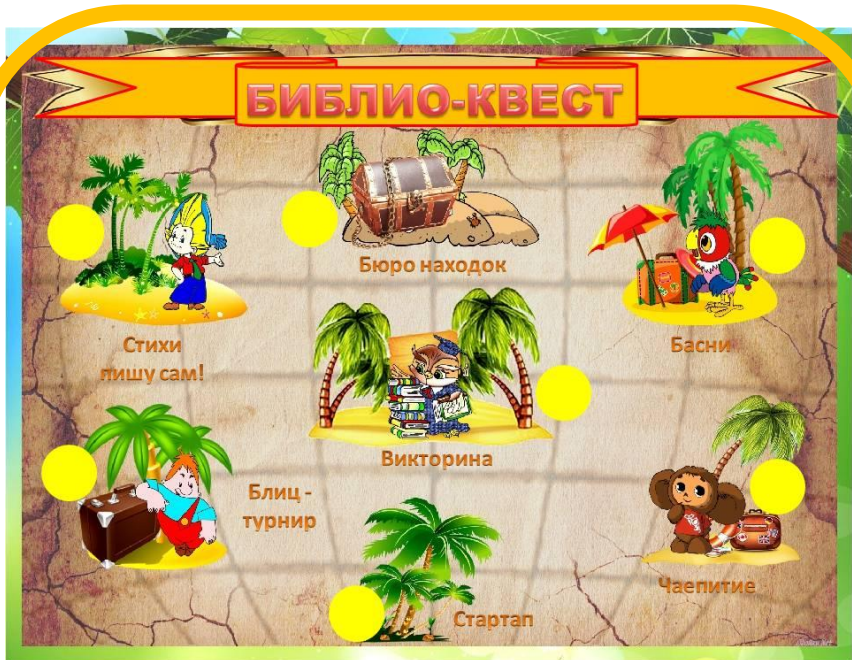 БИБЛИО-КВЕСТ
Бюро находок
Стихи
пишу сам!
Басни
Викторина
Блиц -
турнир
Чаепитие
Стартап